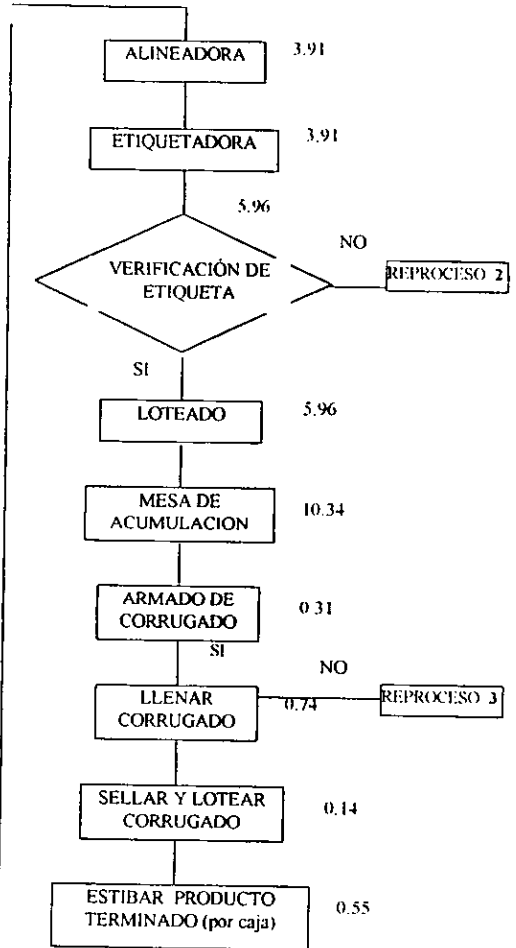 ALINEADORA 3.91
ETIQUETADORA 3.91
5.96
NO
VERIFICACIÓN DE
ETIQUETA
REPROCESO 2
SI
LOTEADO 5.96
MESA DE
ACUMULACION
10.34
ARMADO DE
CORRUGADO
0.31
SI
NO
LLENAR
CORRUGADO
0.74
REPROCESO 3
SELLAR Y LOTEAR
CORRUGADO
0.14
ESTIBAR PRODUCTO
TERMINADO (por caja)
0.55